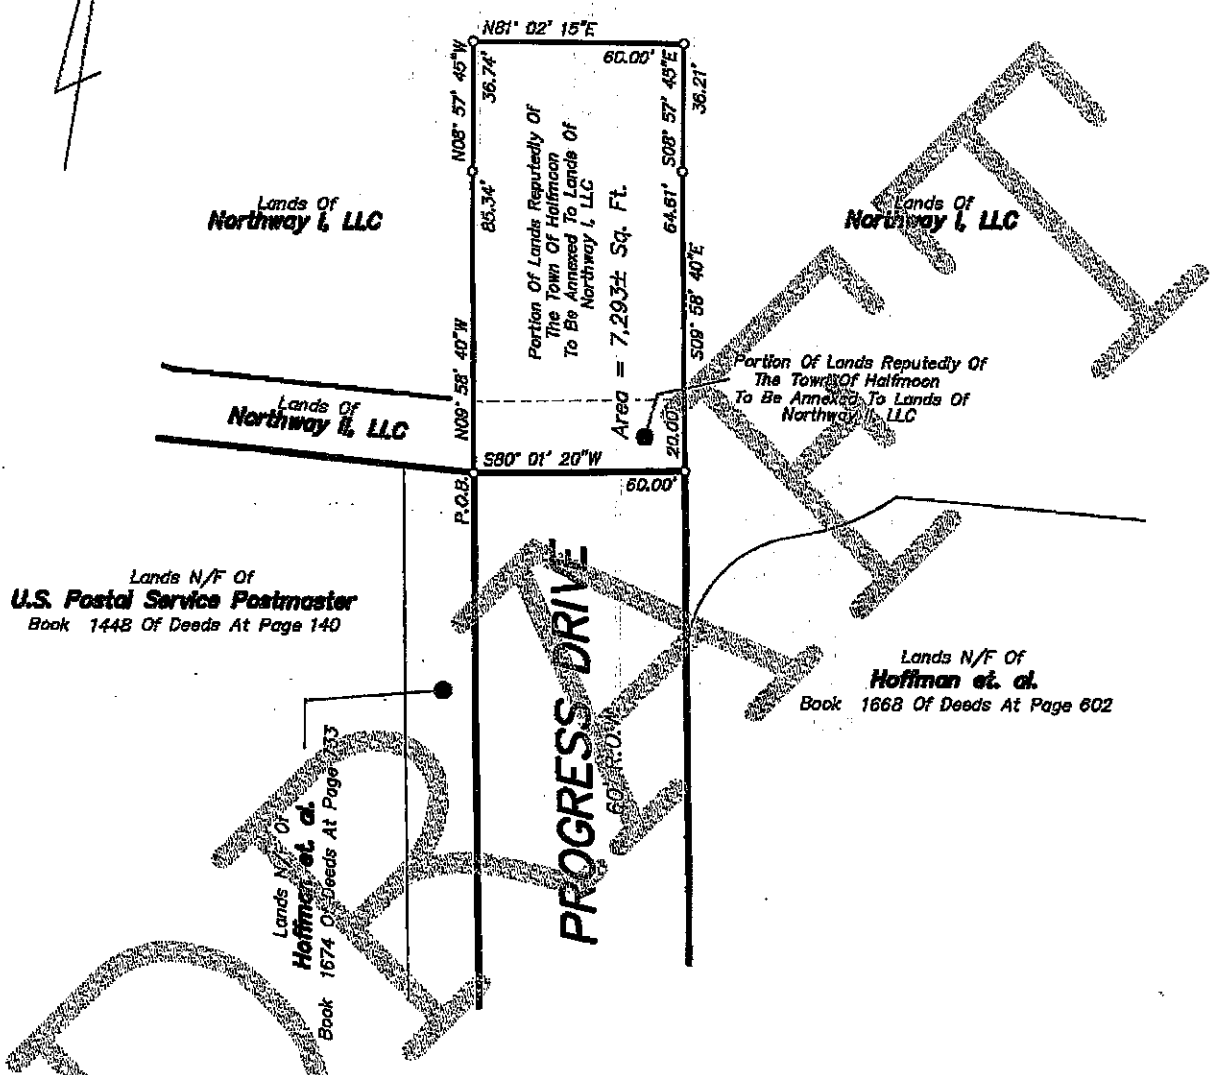 N81° 02' 15"E
60.00'
N08° 57' 45"W
36.74'
S08° 57' 45"E
36.21'
Portion Of Lands Reputedly Of
The Town Of Halfmoon
To Be Annexed To Lands Of
Northway I, LLC
Area = 7,293± Sq. Ft.
Lands Of
Northway I, LLC
85.34'
64.61'
Lands Of
Northway I, LLC
N09° 58' 40"W
S09° 58' 40"E
Portion Of Lands Reputedly Of
The Town Of Halfmoon
To Be Annexed To Lands Of
Northway II, LLC
Lands Of
Northway II, LLC
20.00'
S80° 01' 20"W
60.00'
P.O.B.
Lands N/F Of
U.S. Postal Service Postmaster
Book 1448 Of Deeds At Page 140
PROGRESS DRIVE
60' R.O.W.
Lands N/F Of
Hoffman et. al.
Book 1668 Of Deeds At Page 602
Lands N/F Of
Hoffman et. al.
Book 1674 Of Deeds At Page 733
DRAFT